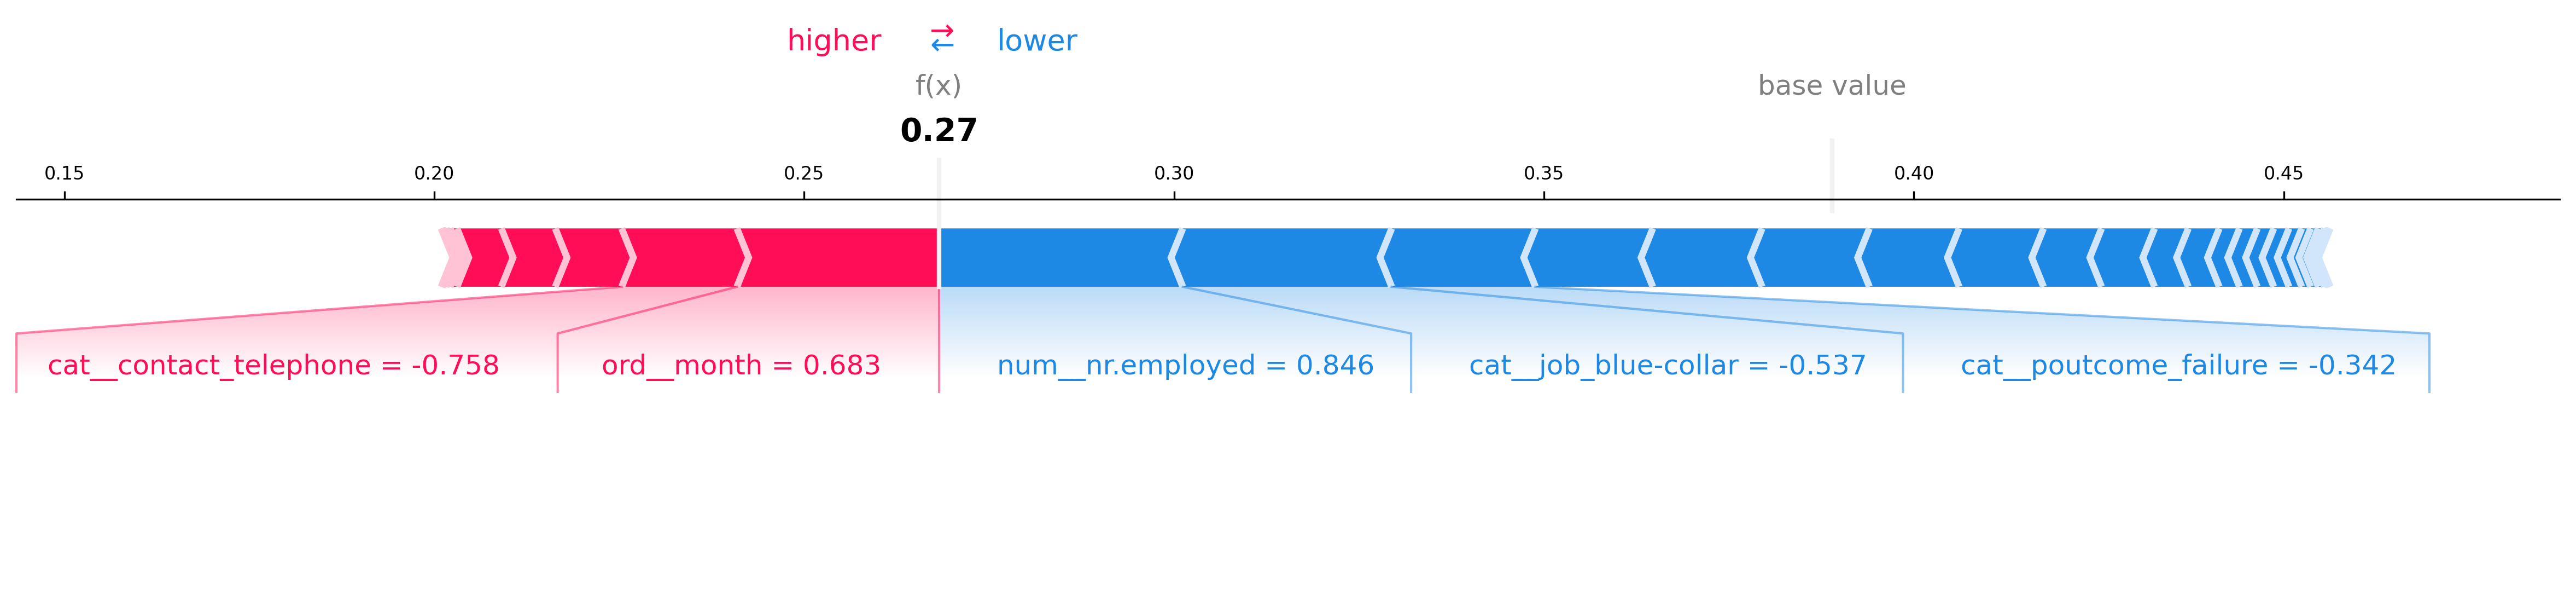 higher ⇄ lower
f(x) base value
0.27
0.15 0.20 0.25 0.30 0.35 0.40 0.45
cat__contact_telephone = -0.758 ord__month = 0.683 num__nr.employed = 0.846 cat__job_blue-collar = -0.537 cat__poutcome_failure = -0.342